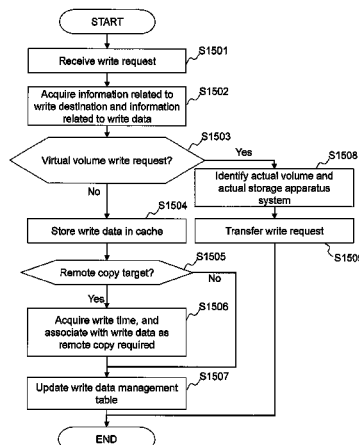 START
S1501
Receive write request
S1502
Acquire information related to
write destination and information
related to write data
S1503
Virtual volume write request?
Yes
No
S1508
Identify actual volume and
actual storage apparatus
system
S1504
Store write data in cache
Transfer write request
S1509
S1505
Remote copy target?
No
Yes
S1506
Acquire write time, and
associate with write data as
remote copy required
S1507
Update write data management
table
END